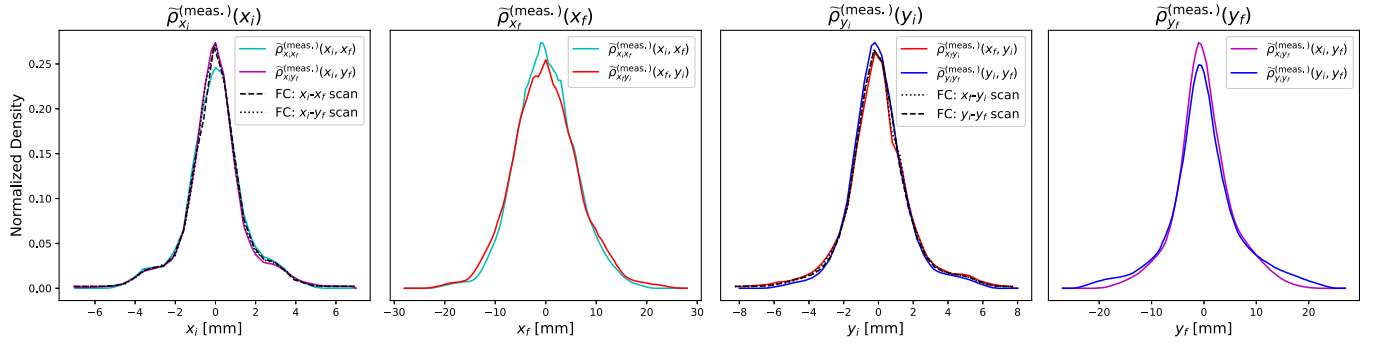 ρ̃_{x_i}^{(meas.)}(x_i)
Normalized Density
0.25
0.20
0.15
0.10
0.05
0.00
ρ̃_{x_i x_f}^{(meas.)}(x_i, x_f)
ρ̃_{x_i y_f}^{(meas.)}(x_i, y_f)
FC: x_i-x_f scan
FC: x_i-y_f scan
−6 −4 −2 0 2 4 6
x_i [mm]
ρ̃_{x_f}^{(meas.)}(x_f)
ρ̃_{x_i x_f}^{(meas.)}(x_i, x_f)
ρ̃_{x_f y_i}^{(meas.)}(x_f, y_i)
−30 −20 −10 0 10 20 30
x_f [mm]
ρ̃_{y_i}^{(meas.)}(y_i)
ρ̃_{x_f y_i}^{(meas.)}(x_f, y_i)
ρ̃_{y_i y_f}^{(meas.)}(y_i, y_f)
FC: x_f-y_i scan
FC: y_i-y_f scan
−8 −6 −4 −2 0 2 4 6 8
y_i [mm]
ρ̃_{y_f}^{(meas.)}(y_f)
ρ̃_{x_i y_f}^{(meas.)}(x_i, y_f)
ρ̃_{y_i y_f}^{(meas.)}(y_i, y_f)
−20 −10 0 10 20
y_f [mm]